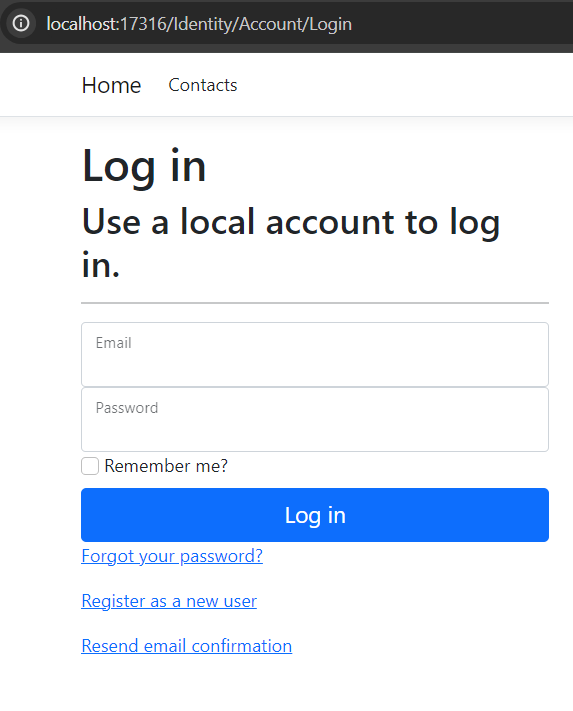 localhost:17316/Identity/Account/Login
Home Contacts
Log in
Use a local account to log
in.
Email
Password
Remember me?
Log in
Forgot your password?
Register as a new user
Resend email confirmation